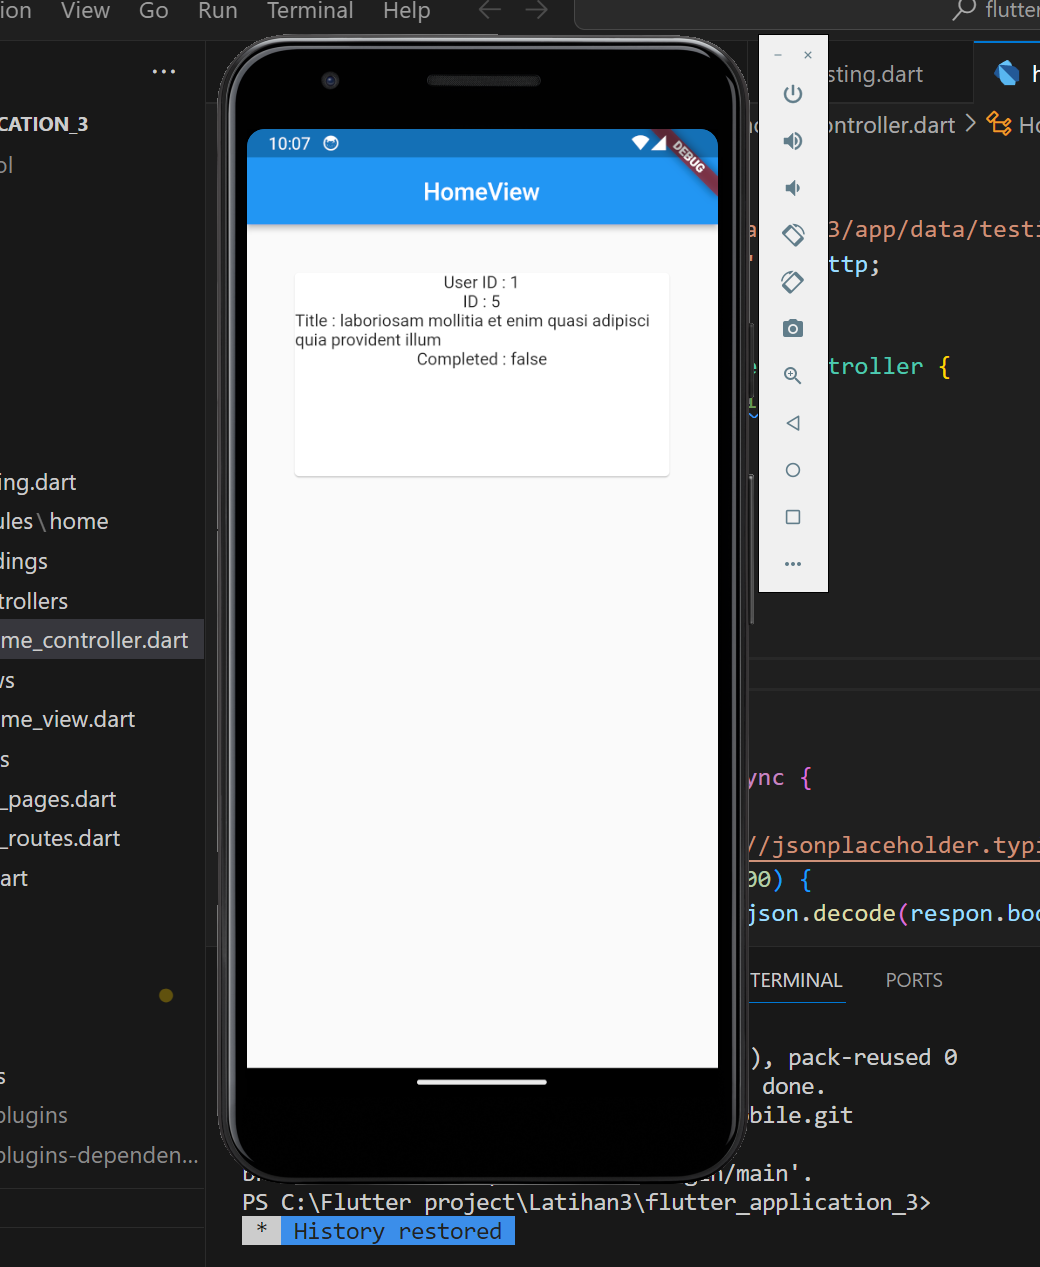 ion View Go Run Terminal Help flutter
CATION_3
ol
ing.dart
ules\home
dings
trollers
me_controller.dart
vs
me_view.dart
s
_pages.dart
_routes.dart
art
s
plugins
plugins-dependen...
10:07
DEBUG
HomeView
User ID : 1
ID : 5
Title : laboriosam mollitia et enim quasi adipisci
quia provident illum
Completed : false
sting.dart h
ontroller.dart > Ho
3/app/data/testi
ttp;
troller {
ync {
//jsonplaceholder.typi
00) {
json.decode(respon.bod
TERMINAL PORTS
), pack-reused 0
done.
bile.git
gin/main'.
PS C:\Flutter project\Latihan3\flutter_application_3>
* History restored